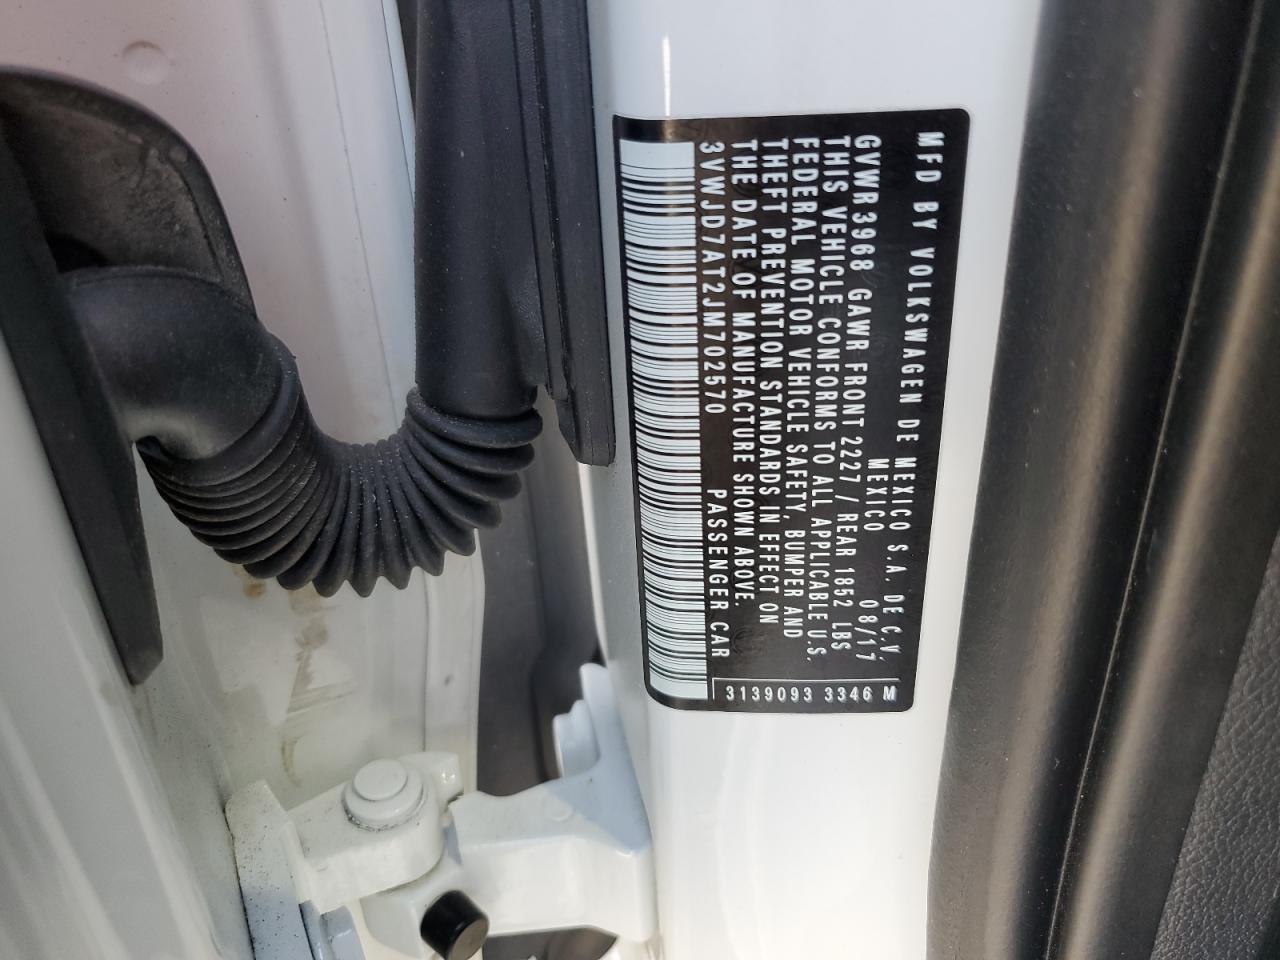 MFD BY VOLKSWAGEN DE MEXICO S.A. DE C.V.
MEXICO 08/17
GVWR3968 GAWR FRONT 2227 / REAR 1852 LBS
THIS VEHICLE CONFORMS TO ALL APPLICABLE U.S.
FEDERAL MOTOR VEHICLE SAFETY, BUMPER AND
THEFT PREVENTION STANDARDS IN EFFECT ON
THE DATE OF MANUFACTURE SHOWN ABOVE.
3VWJD7AT2JM702570 PASSENGER CAR
3139093 3346 M